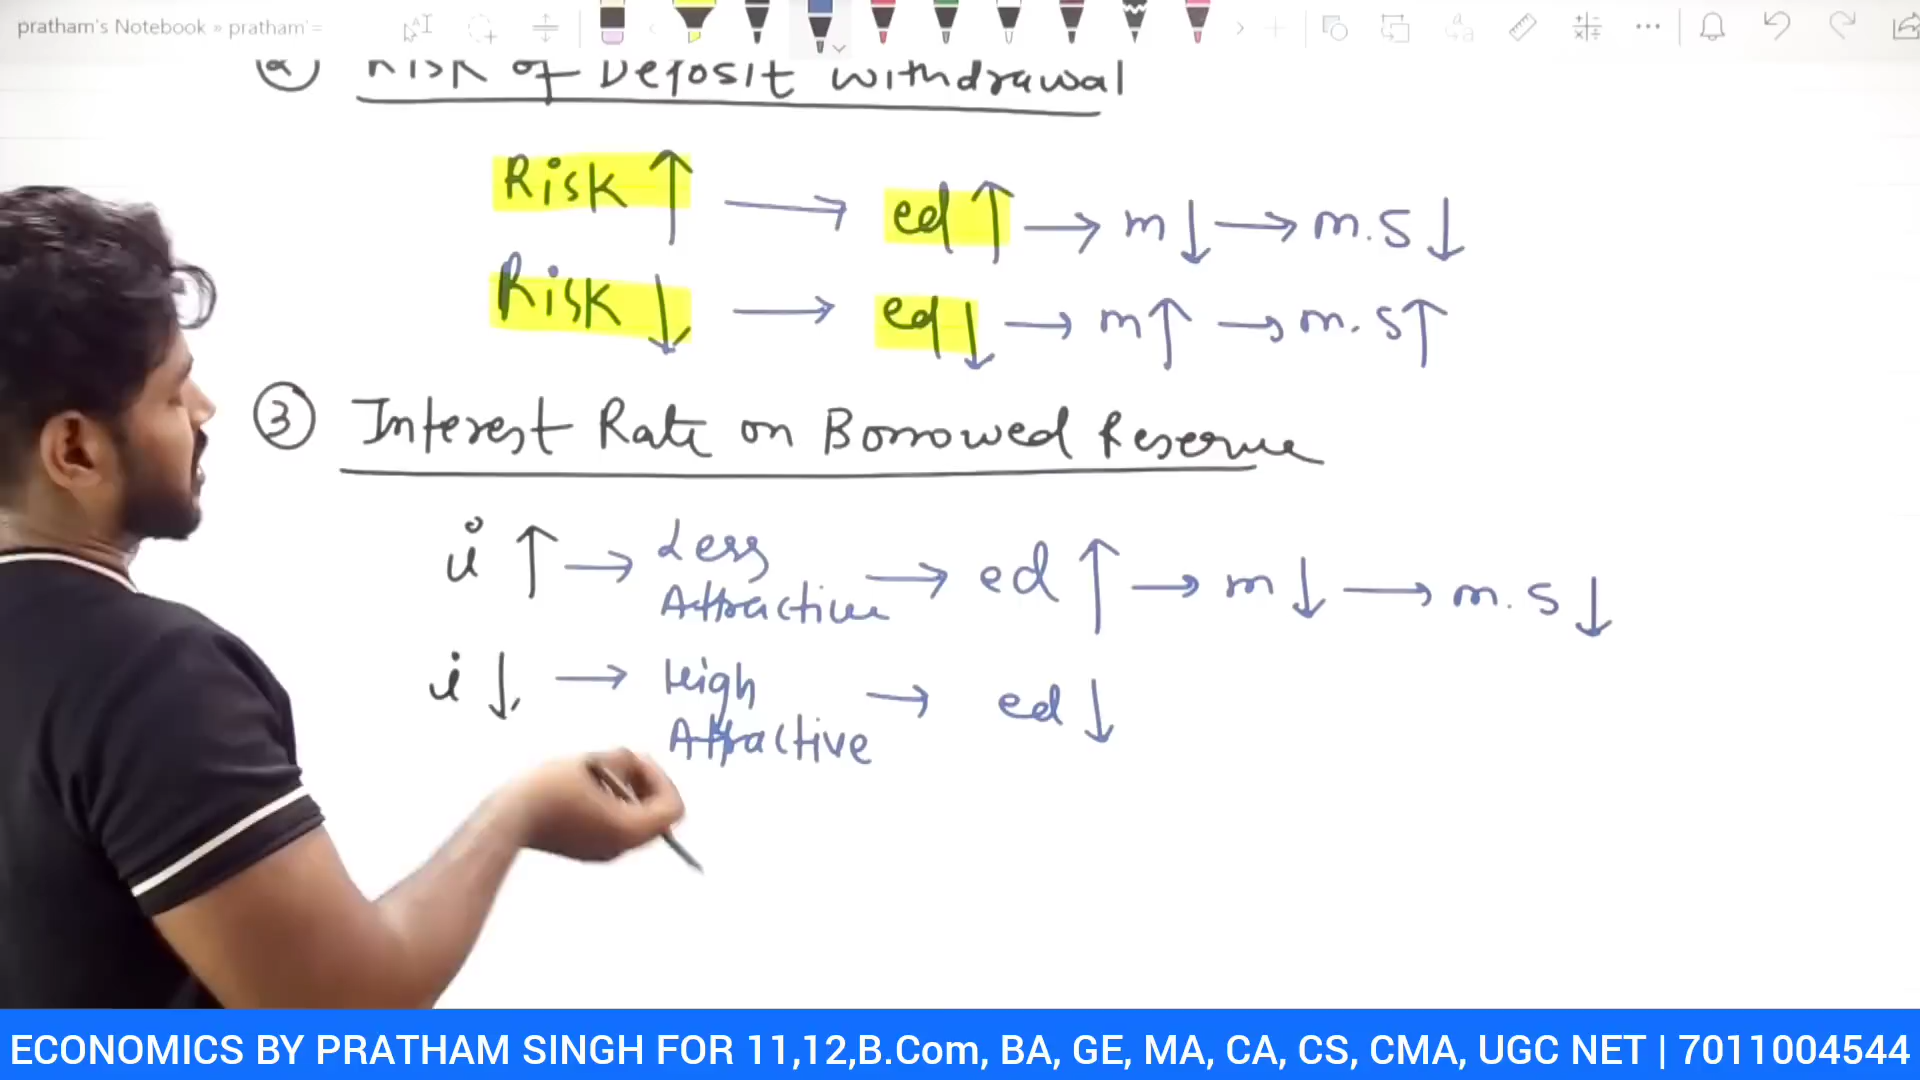 pratham's Notebook » pratham'=
2 Risk of Deposit Withdrawal
Risk ↑ → ed ↑ → m ↓ → m.s ↓
Risk ↓ → ed ↓ → m ↑ → m.s ↑
3 Interest Rate on Borrowed Reserve
i ↑ → Less Attractive → ed ↑ → m ↓ → m.s ↓
i ↓ → High Attractive → ed ↓
ECONOMICS BY PRATHAM SINGH FOR 11,12,B.Com, BA, GE, MA, CA, CS, CMA, UGC NET | 7011004544